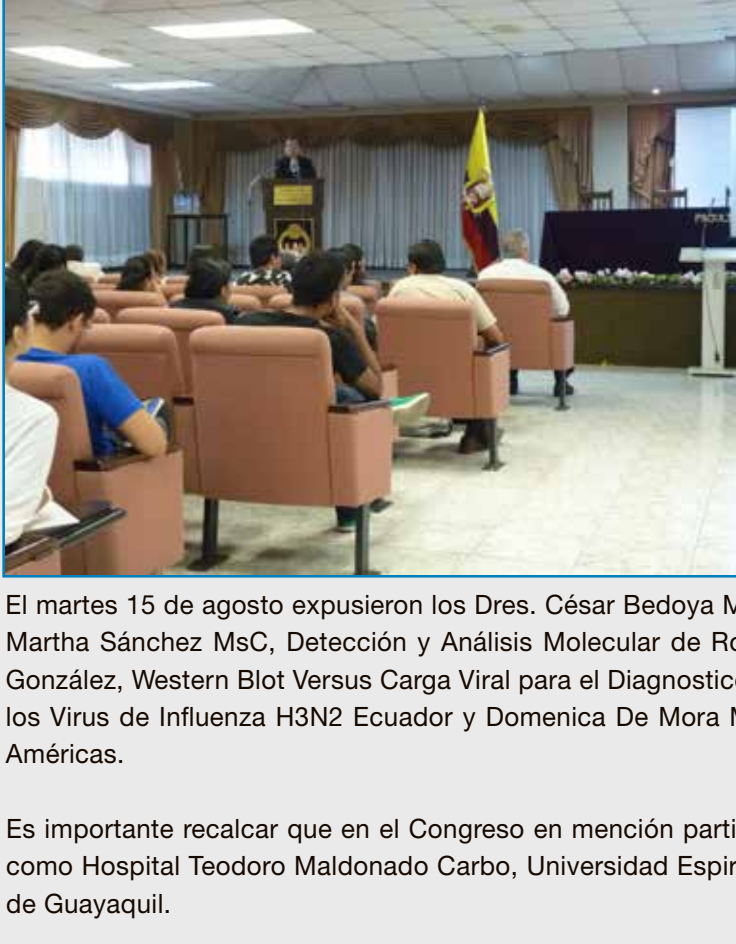 FACULT
El martes 15 de agosto expusieron los Dres. César Bedoya M
Martha Sánchez MsC, Detección y Análisis Molecular de Ro
González, Western Blot Versus Carga Viral para el Diagnostico
los Virus de Influenza H3N2 Ecuador y Domenica De Mora M
Américas.
Es importante recalcar que en el Congreso en mención parti
como Hospital Teodoro Maldonado Carbo, Universidad Espir
de Guayaquil.